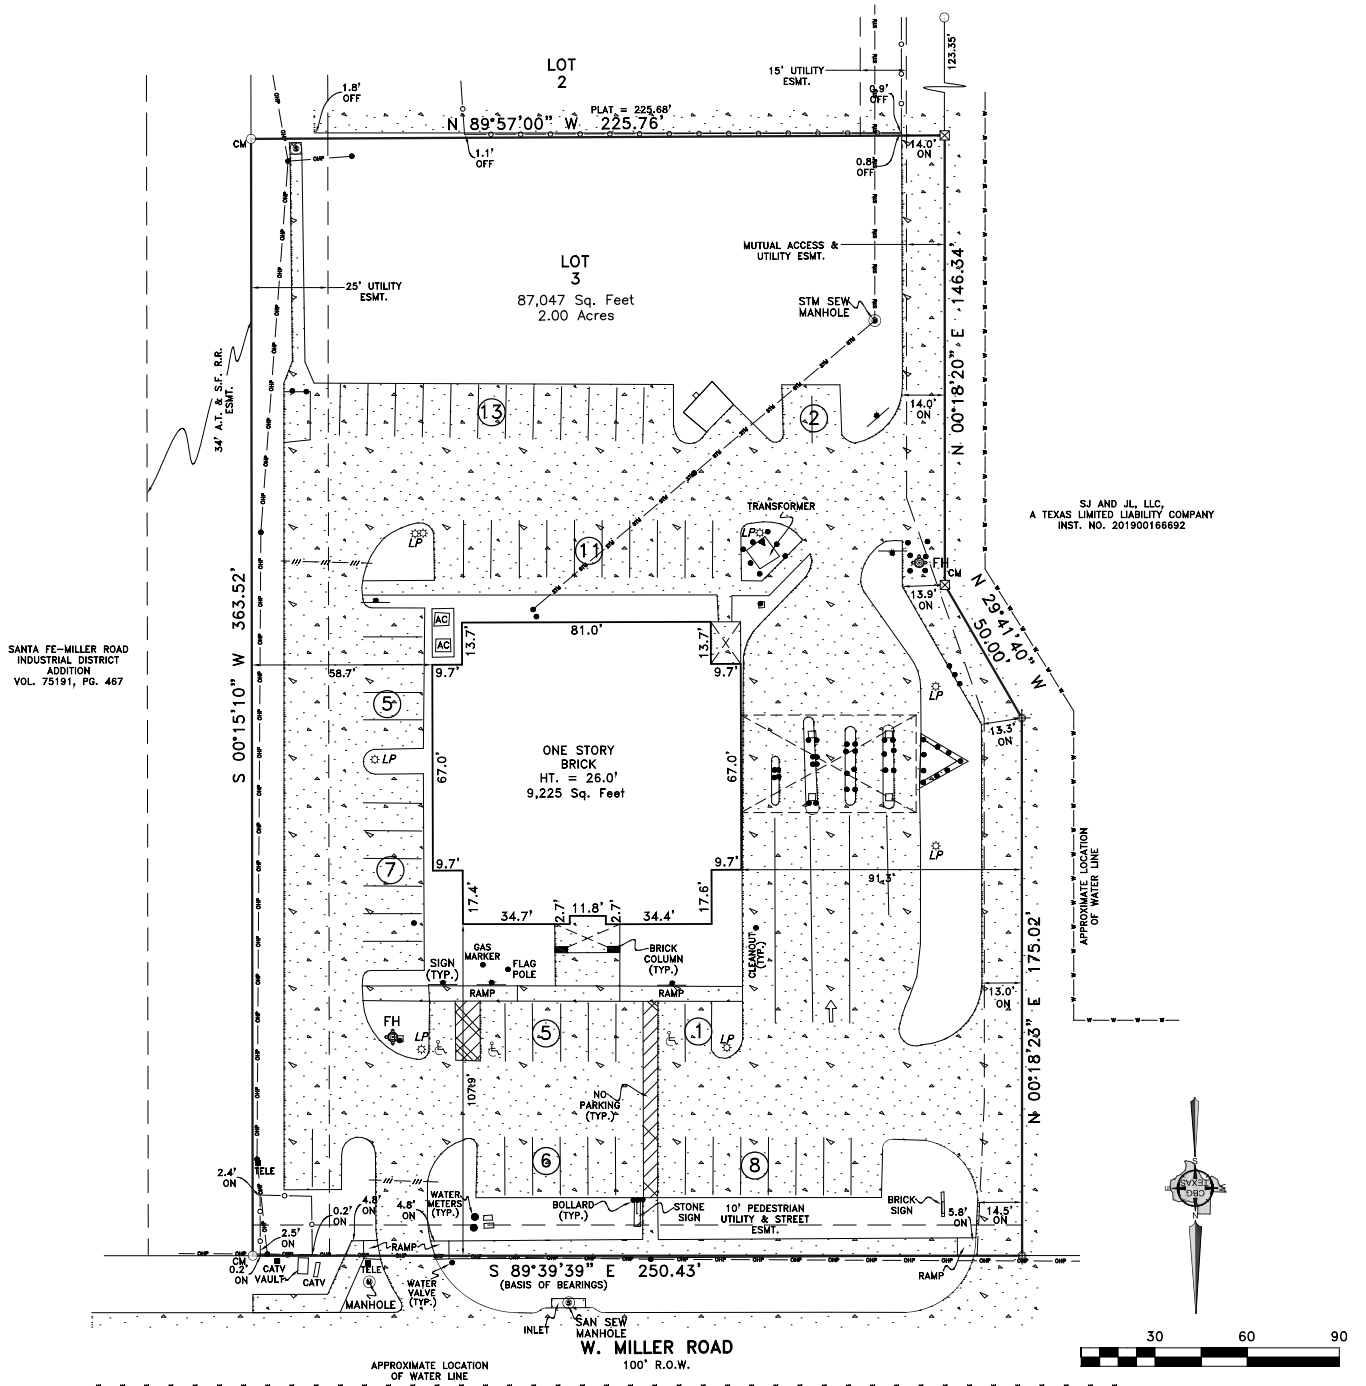 LOT
2
15' UTILITY
ESMT.
123.35'
1.8'
OFF
0.9'
OFF
PLAT = 225.68'
N 89°57'00" W 225.76'
CM
1.1'
OFF
0.8'
OFF
14.0'
ON
OHP
LOT
3
87,047 Sq. Feet
2.00 Acres
MUTUAL ACCESS &
UTILITY ESMT.
25' UTILITY
ESMT.
STM SEW
MANHOLE
N 00°18'20" E 146.34'
34' A.T. & S.F. R.R.
ESMT.
13
2
14.0'
ON
SJ AND JL, LLC,
A TEXAS LIMITED LIABILITY COMPANY
INST. NO. 201900166692
TRANSFORMER
LP
LP
11
FH
CM
13.9'
ON
N 29°41'40" W
50.00'
S 00°15'10" W 363.52'
SANTA FE-MILLER ROAD
INDUSTRIAL DISTRICT
ADDITION
VOL. 75191, PG. 467
AC
AC
13.7'
81.0'
13.7'
58.7'
9.7'
9.7'
LP
5
13.3'
ON
LP
67.0'
ONE STORY
BRICK
HT. = 26.0'
9,225 Sq. Feet
67.0'
LP
7
9.7'
9.7'
91.3'
17.4'
17.6'
34.7'
2.7'
11.8'
2.7'
34.4'
APPROXIMATE LOCATION
OF WATER LINE
GAS
MARKER
SIGN
(TYP.)
FLAG
POLE
BRICK
COLUMN
(TYP.)
CLEANOUT
(TYP.)
RAMP
RAMP
13.0'
ON
N 00°18'23" E 175.02'
FH
LP
5
1
LP
107.9'
NO
PARKING
(TYP.)
6
8
TELE
2.4'
ON
4.8'
ON
0.2'
ON
4.8'
ON
WATER
METERS
(TYP.)
BOLLARD
(TYP.)
STONE
SIGN
10' PEDESTRIAN
UTILITY & STREET
ESMT.
BRICK
SIGN
5.8'
ON
14.5'
ON
2.5'
ON
RAMP
CM
0.2'
ON
CATV
VAULT
CATV
TELE
S 89°39'39" E 250.43'
(BASIS OF BEARINGS)
RAMP
MANHOLE
WATER
VALVE
(TYP.)
INLET
SAN SEW
MANHOLE
W. MILLER ROAD
100' R.O.W.
APPROXIMATE LOCATION
OF WATER LINE
S
CBG
TEXAS
N
30 60 90